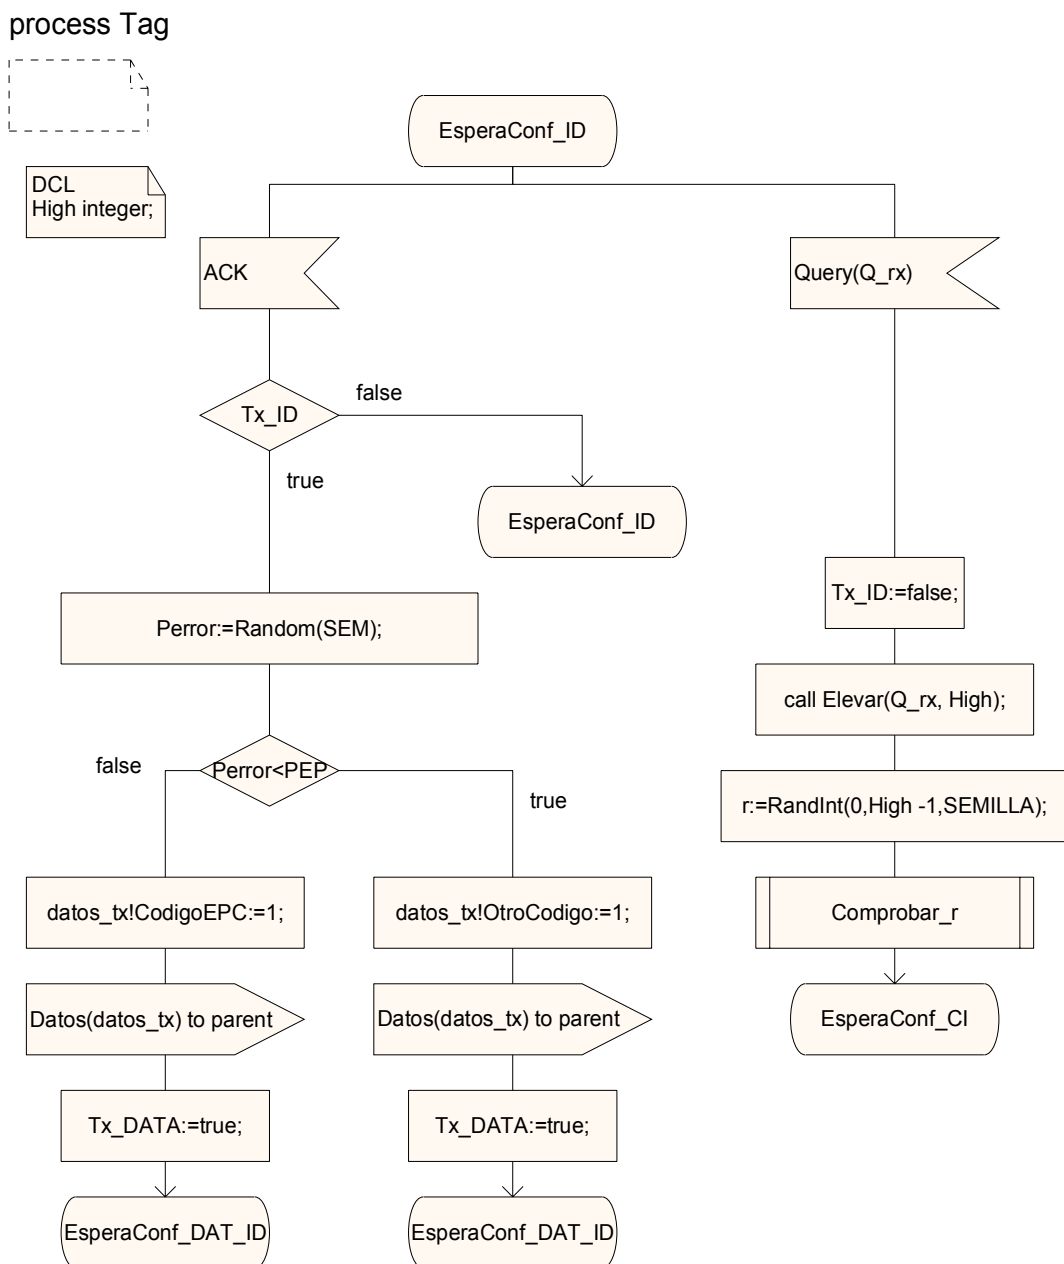 process Tag
DCL
High integer;
EsperaConf_ID
ACK
Query(Q_rx)
Tx_ID
false
true
EsperaConf_ID
Tx_ID:=false;
Perror:=Random(SEM);
call Elevar(Q_rx, High);
false
Perror<PEP
true
r:=RandInt(0,High -1,SEMILLA);
datos_tx!CodigoEPC:=1;
datos_tx!OtroCodigo:=1;
Comprobar_r
Datos(datos_tx) to parent
Datos(datos_tx) to parent
EsperaConf_CI
Tx_DATA:=true;
Tx_DATA:=true;
EsperaConf_DAT_ID
EsperaConf_DAT_ID